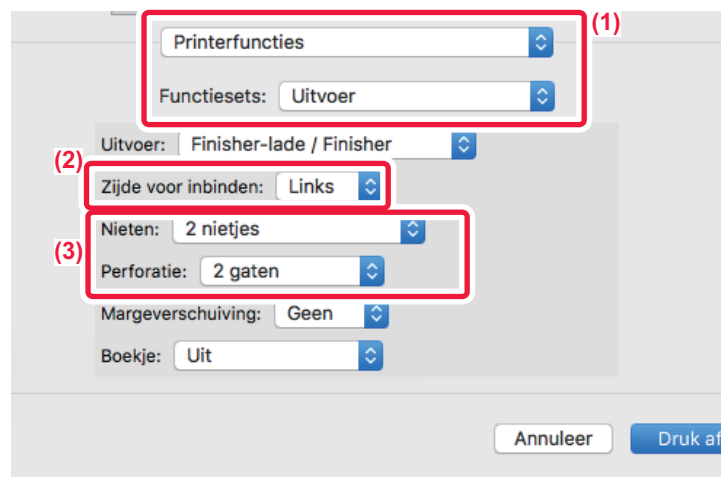 (1)
Printerfuncties
Functiesets: Uitvoer
Uitvoer: Finisher-lade / Finisher
(2)
Zijde voor inbinden: Links
Nieten: 2 nietjes
(3)
Perforatie: 2 gaten
Margeverschuiving: Geen
Boekje: Uit
Annuleer Druk af